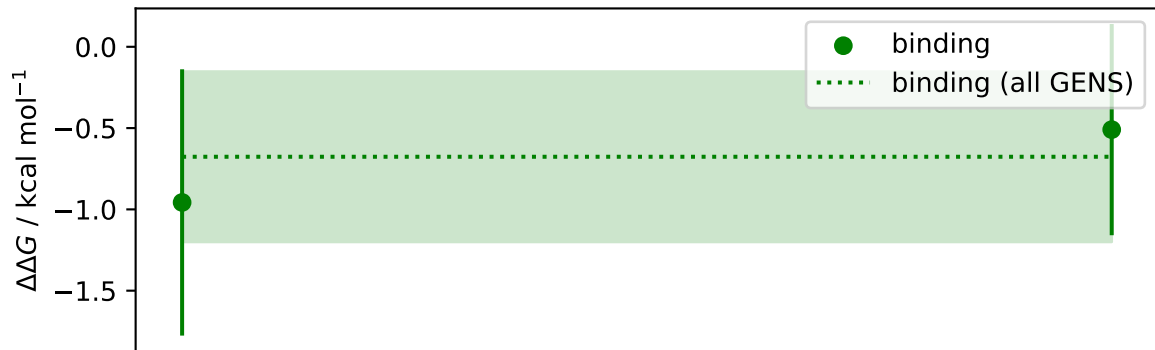 0.0
−0.5
−1.0
−1.5
ΔΔG / kcal mol⁻¹
binding
binding (all GENS)